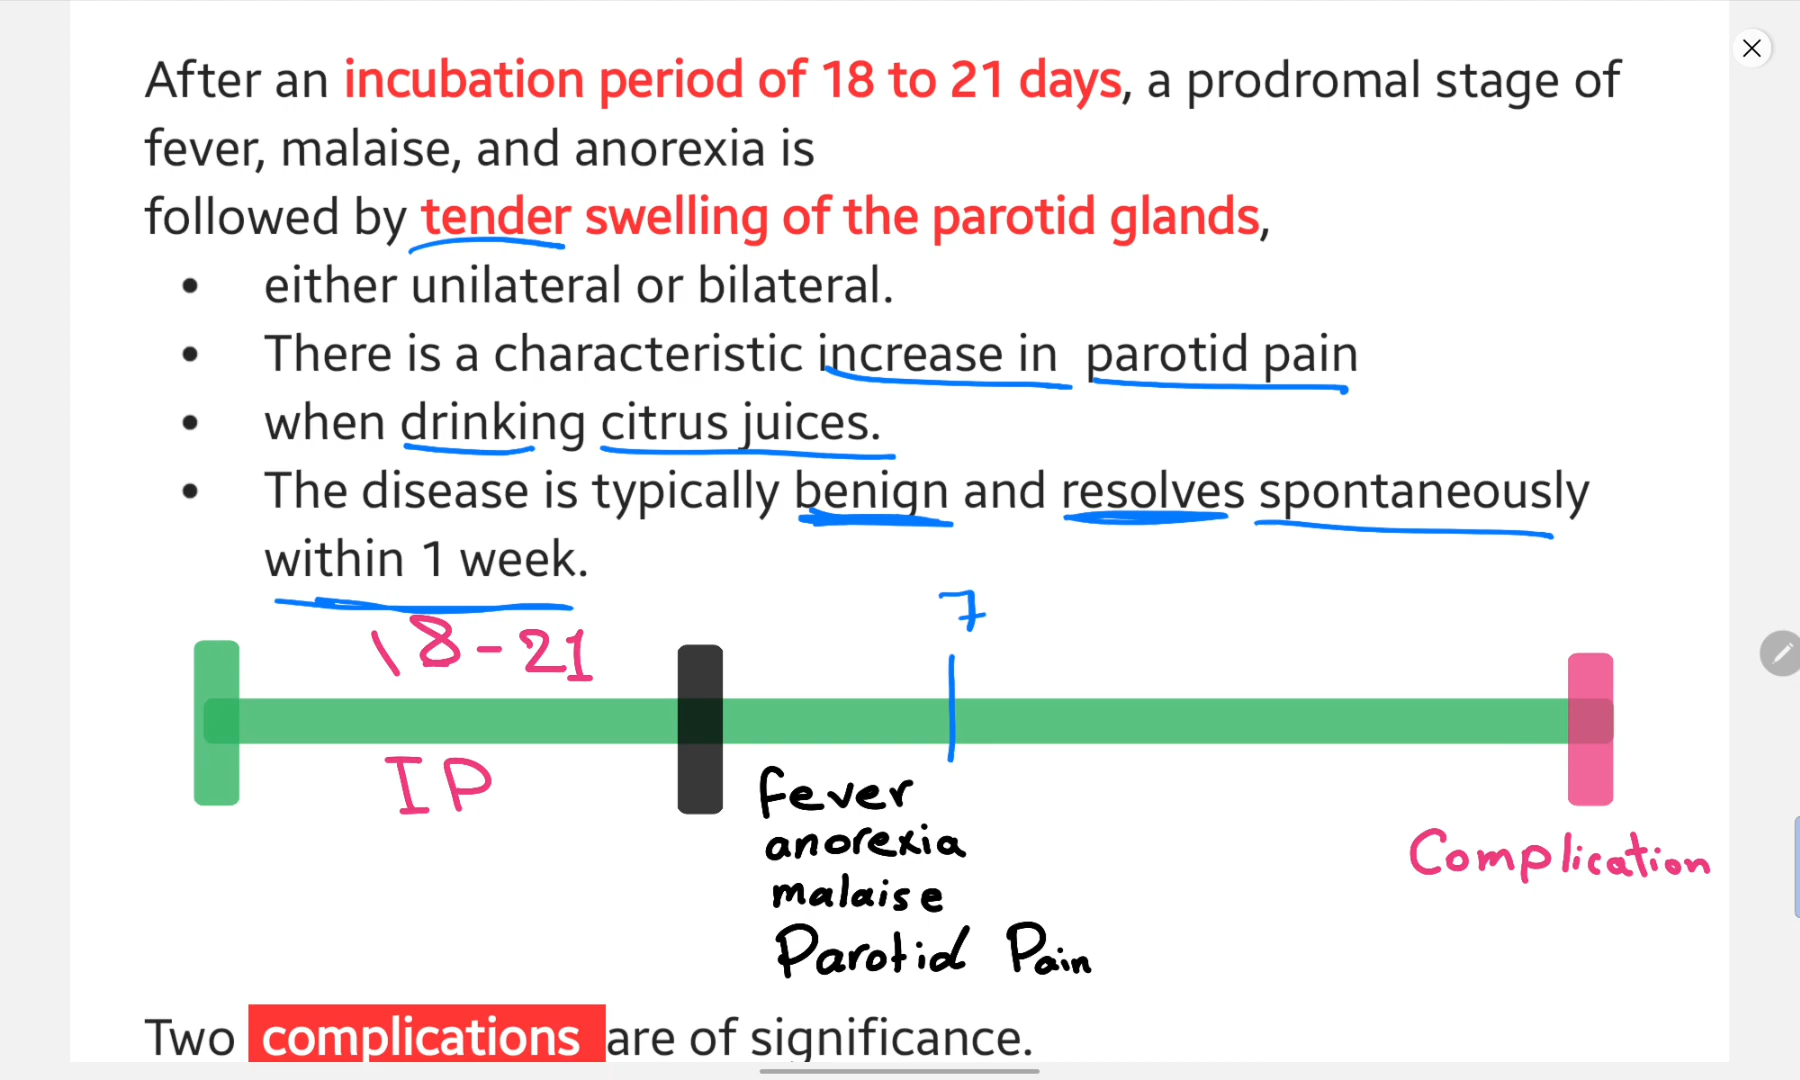 After an incubation period of 18 to 21 days, a prodromal stage of
fever, malaise, and anorexia is
followed by tender swelling of the parotid glands,
• either unilateral or bilateral.
• There is a characteristic increase in parotid pain
• when drinking citrus juices.
• The disease is typically benign and resolves spontaneously
within 1 week.
7
18-21
IP
Fever
anorexia
malaise
Parotid Pain
Complication
Two complications are of significance.